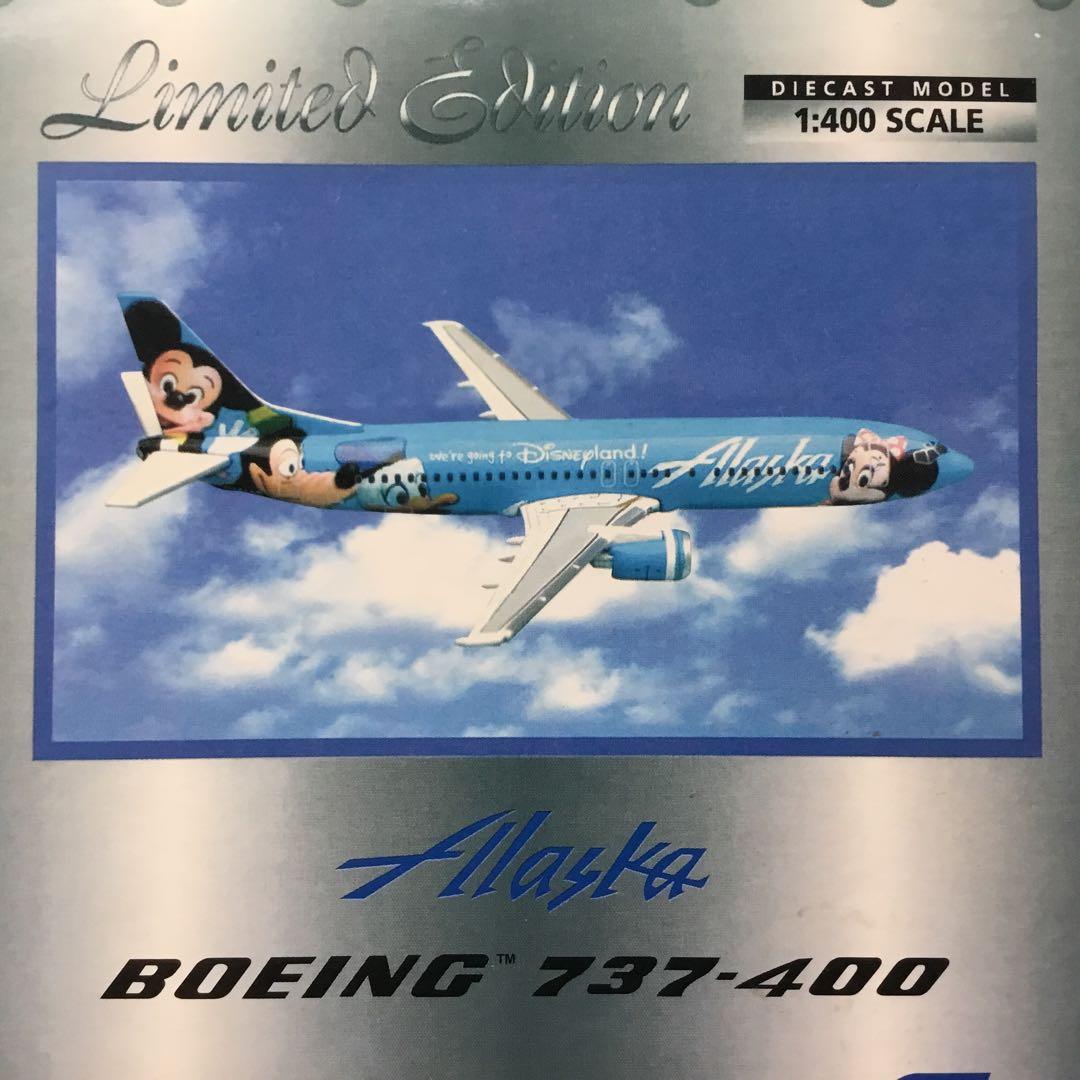 Limited Edition
DIECAST MODEL
1:400 SCALE
we're going to Disneyland!
Alaska
Alaska
BOEING™ 737-400